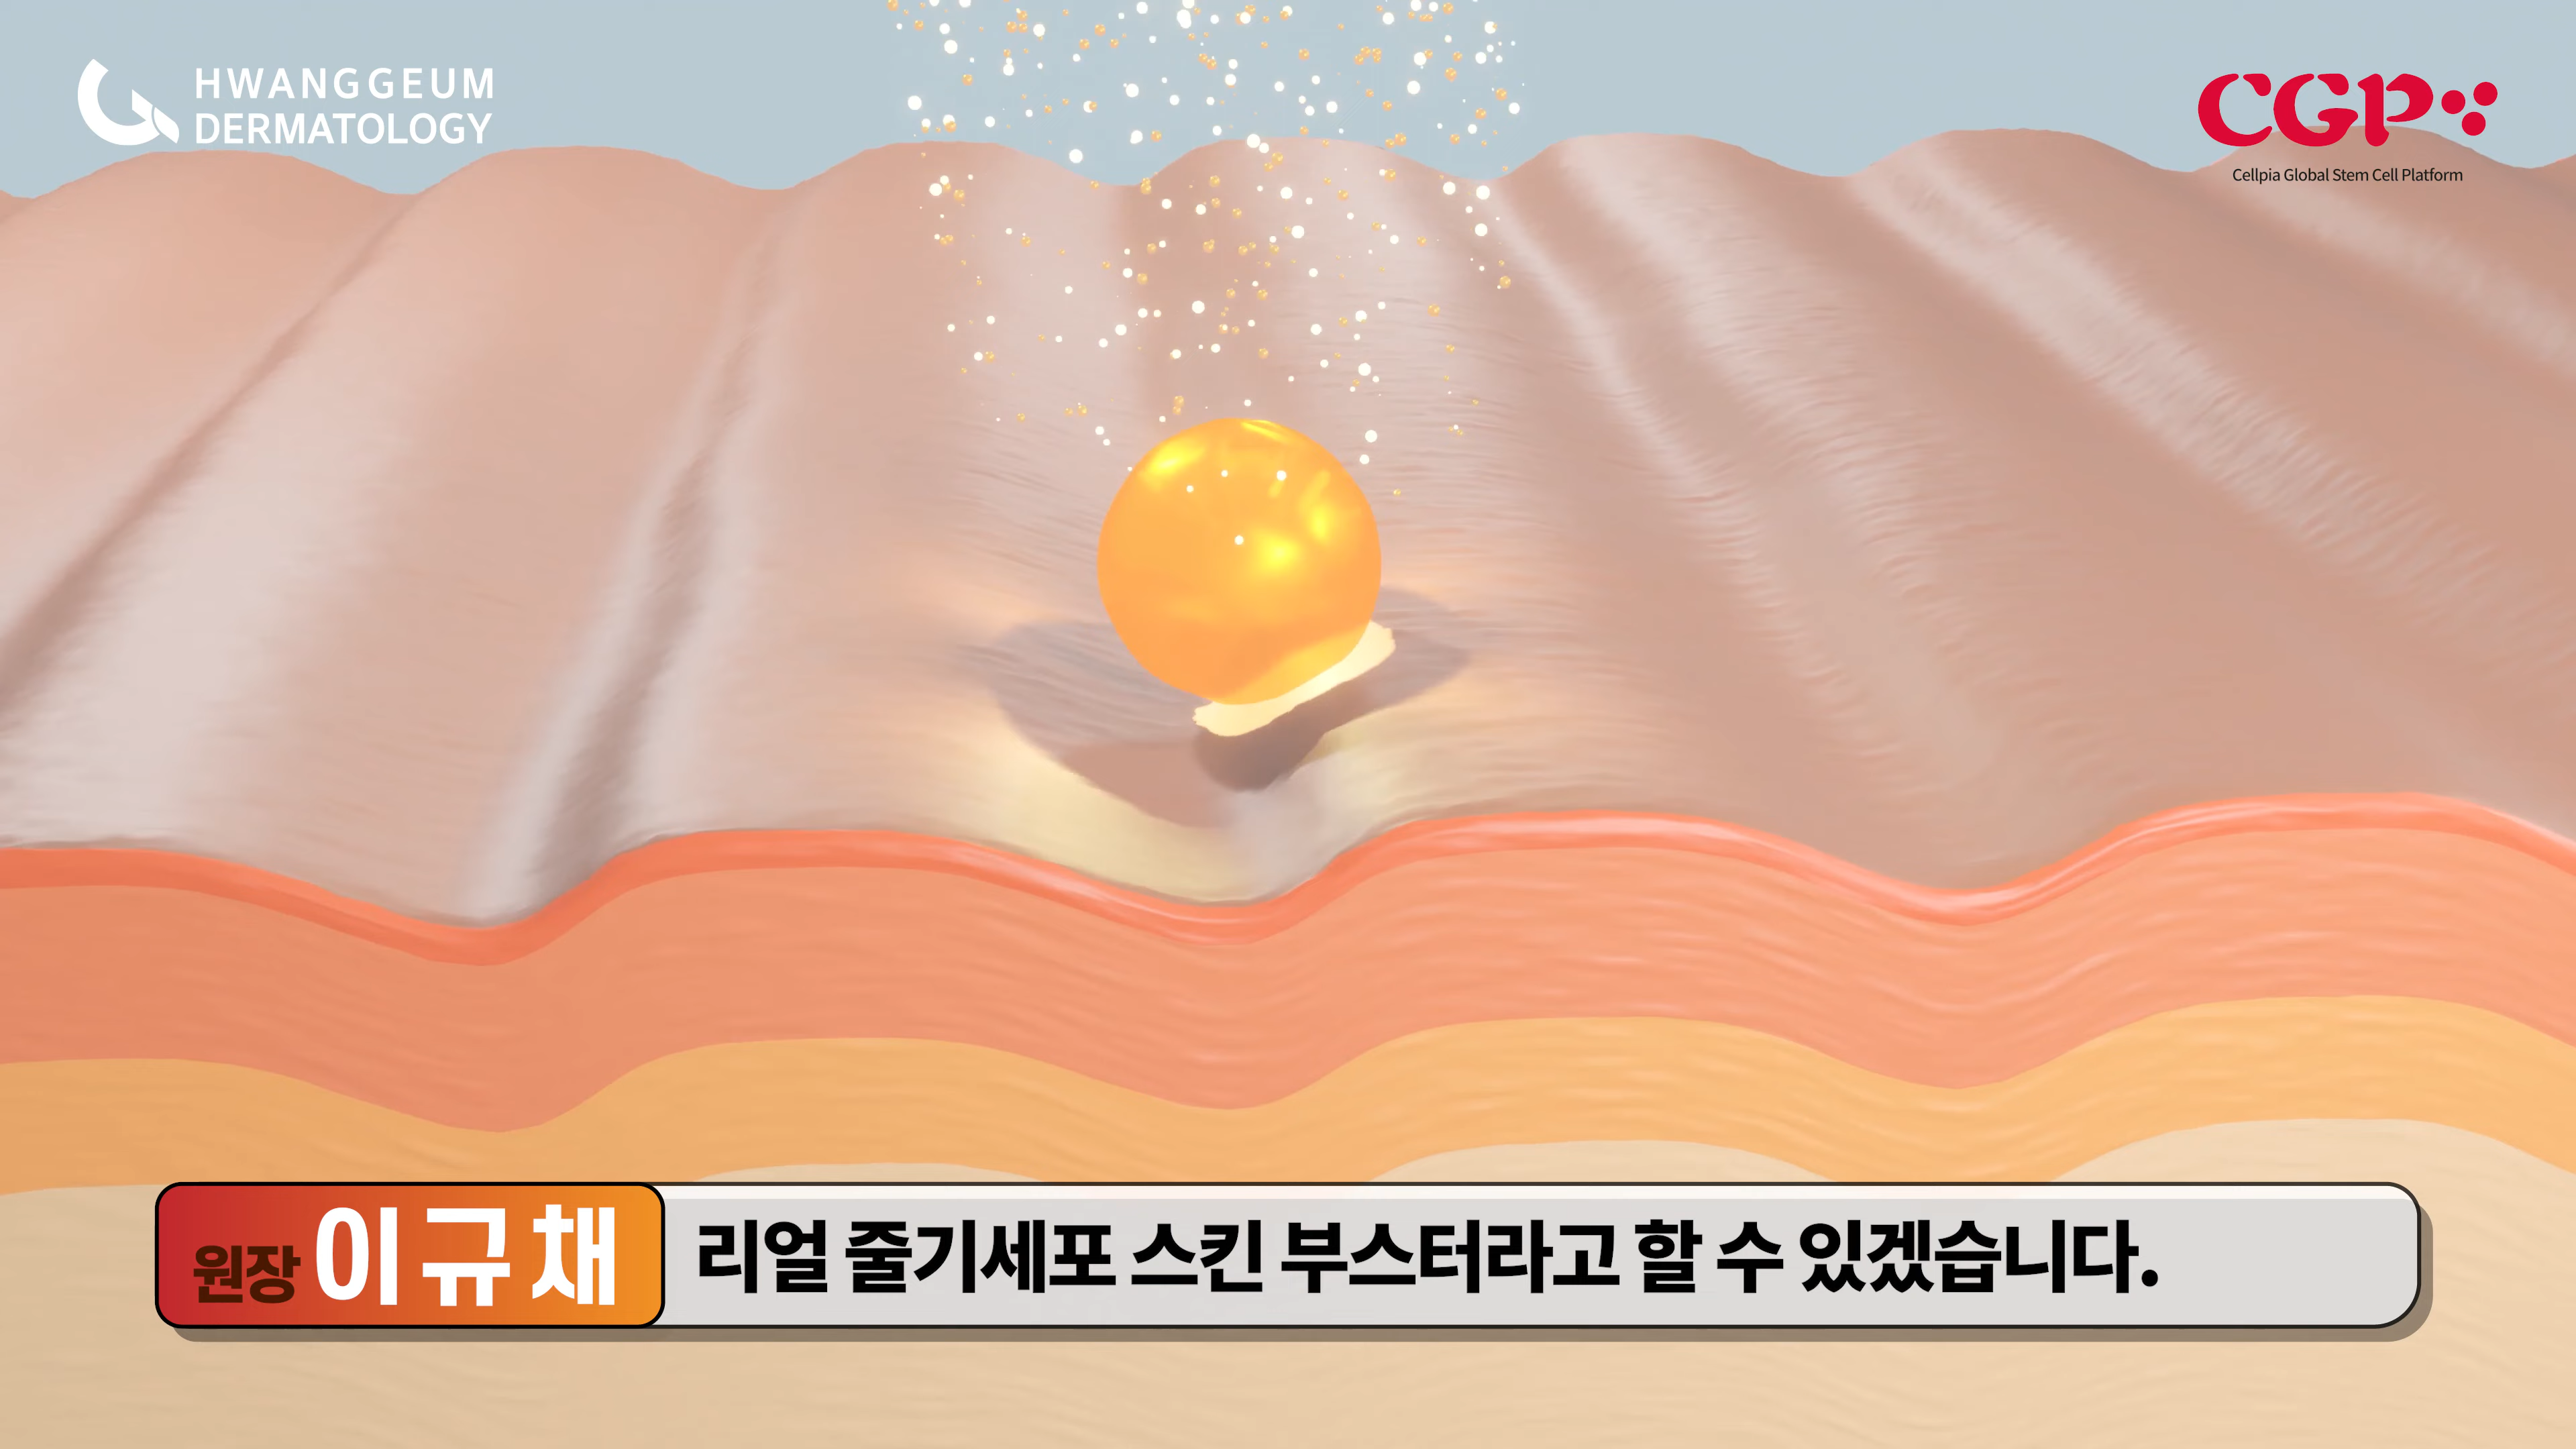 HWANGGEUM
DERMATOLOGY
CGP
Cellpia Global Stem Cell Platform
원장 이규채
리얼 줄기세포 스킨 부스터라고 할 수 있겠습니다.